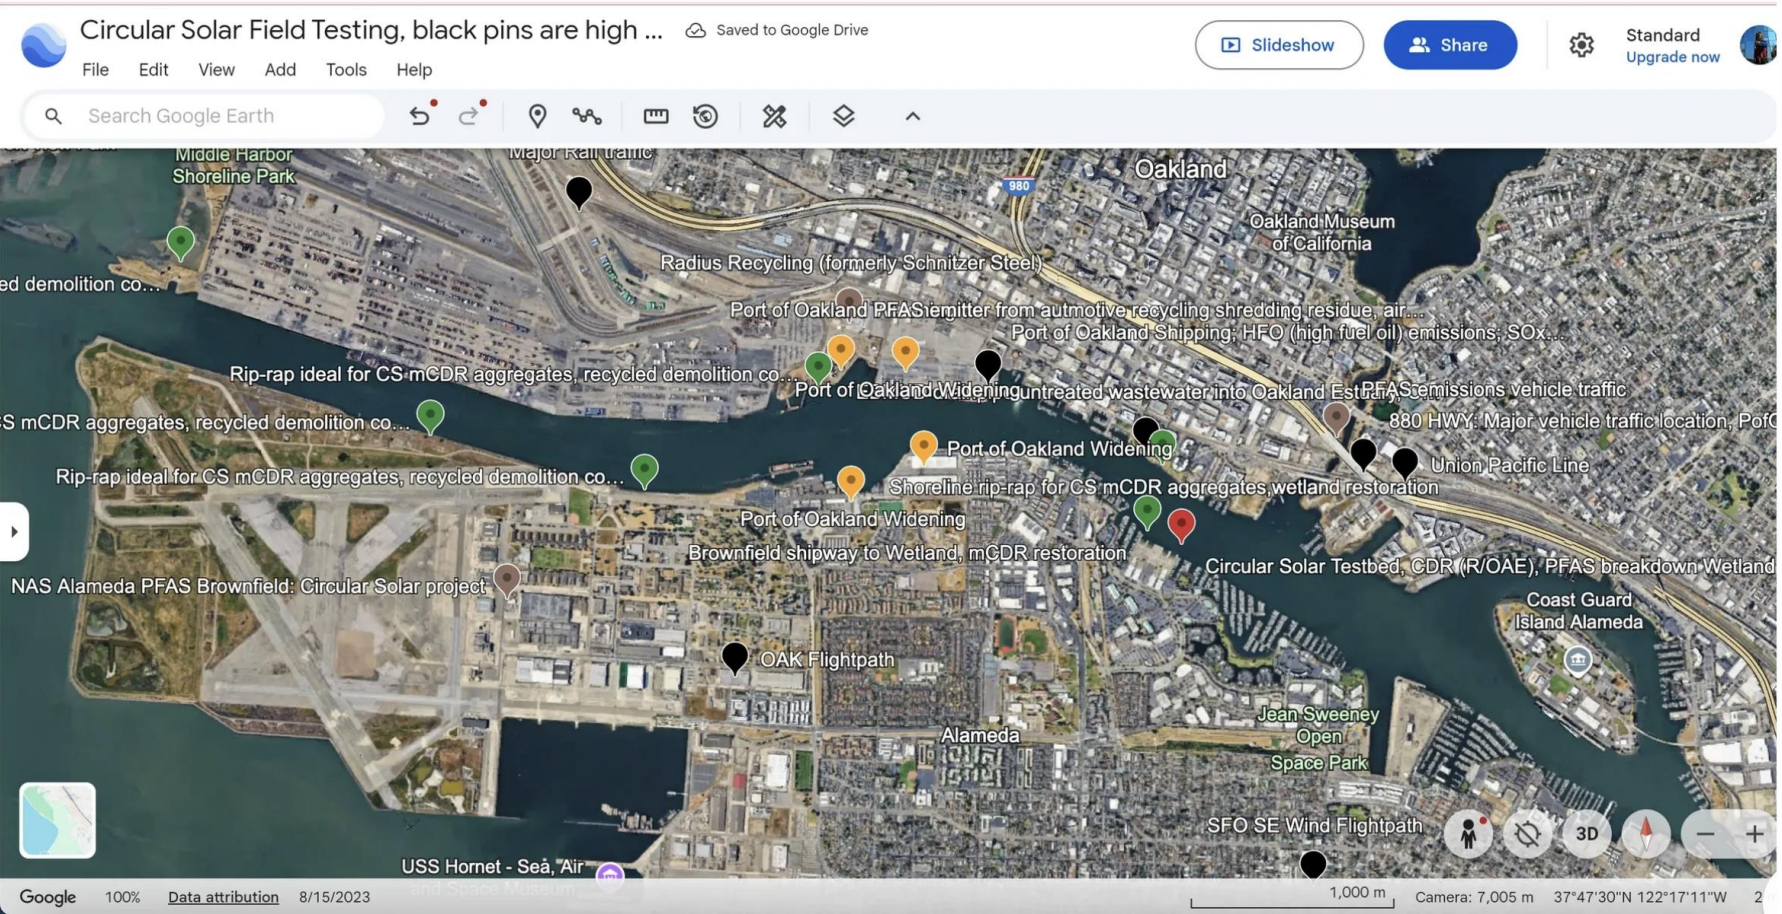 Circular Solar Field Testing, black pins are high ...
Saved to Google Drive
File Edit View Add Tools Help
Slideshow
Share
Standard
Upgrade now
Search Google Earth
Middle Harbor
Shoreline Park
Major Rail traffic
980
Oakland
Oakland Museum
of California
Radius Recycling (formerly Schnitzer Steel)
ed demolition co...
Port of Oakland PFAS emitter from autmotive recycling shredding residue, air...
Port of Oakland Shipping; HFO (high fuel oil) emissions; SOx...
Rip-rap ideal for CS mCDR aggregates, recycled demolition co...
Port of Oakland Widening untreated wastewater into Oakland Estuary,
PFAS emissions vehicle traffic
CS mCDR aggregates, recycled demolition co...
880 HWY: Major vehicle traffic location, PofO
Port of Oakland Widening
Union Pacific Line
Rip-rap ideal for CS mCDR aggregates, recycled demolition co...
Shoreline rip-rap for CS mCDR aggregates,wetland restoration
Port of Oakland Widening
Brownfield shipway to Wetland, mCDR restoration
Circular Solar Testbed, CDR (R/OAE), PFAS breakdown Wetland
NAS Alameda PFAS Brownfield: Circular Solar project
Coast Guard
Island Alameda
OAK Flightpath
Jean Sweeney
Open
Space Park
Alameda
SFO SE Wind Flightpath
3D
USS Hornet - Sea, Air
and Space Museum
Google 100% Data attribution 8/15/2023
1,000 m
Camera: 7,005 m 37°47'30"N 122°17'11"W 2